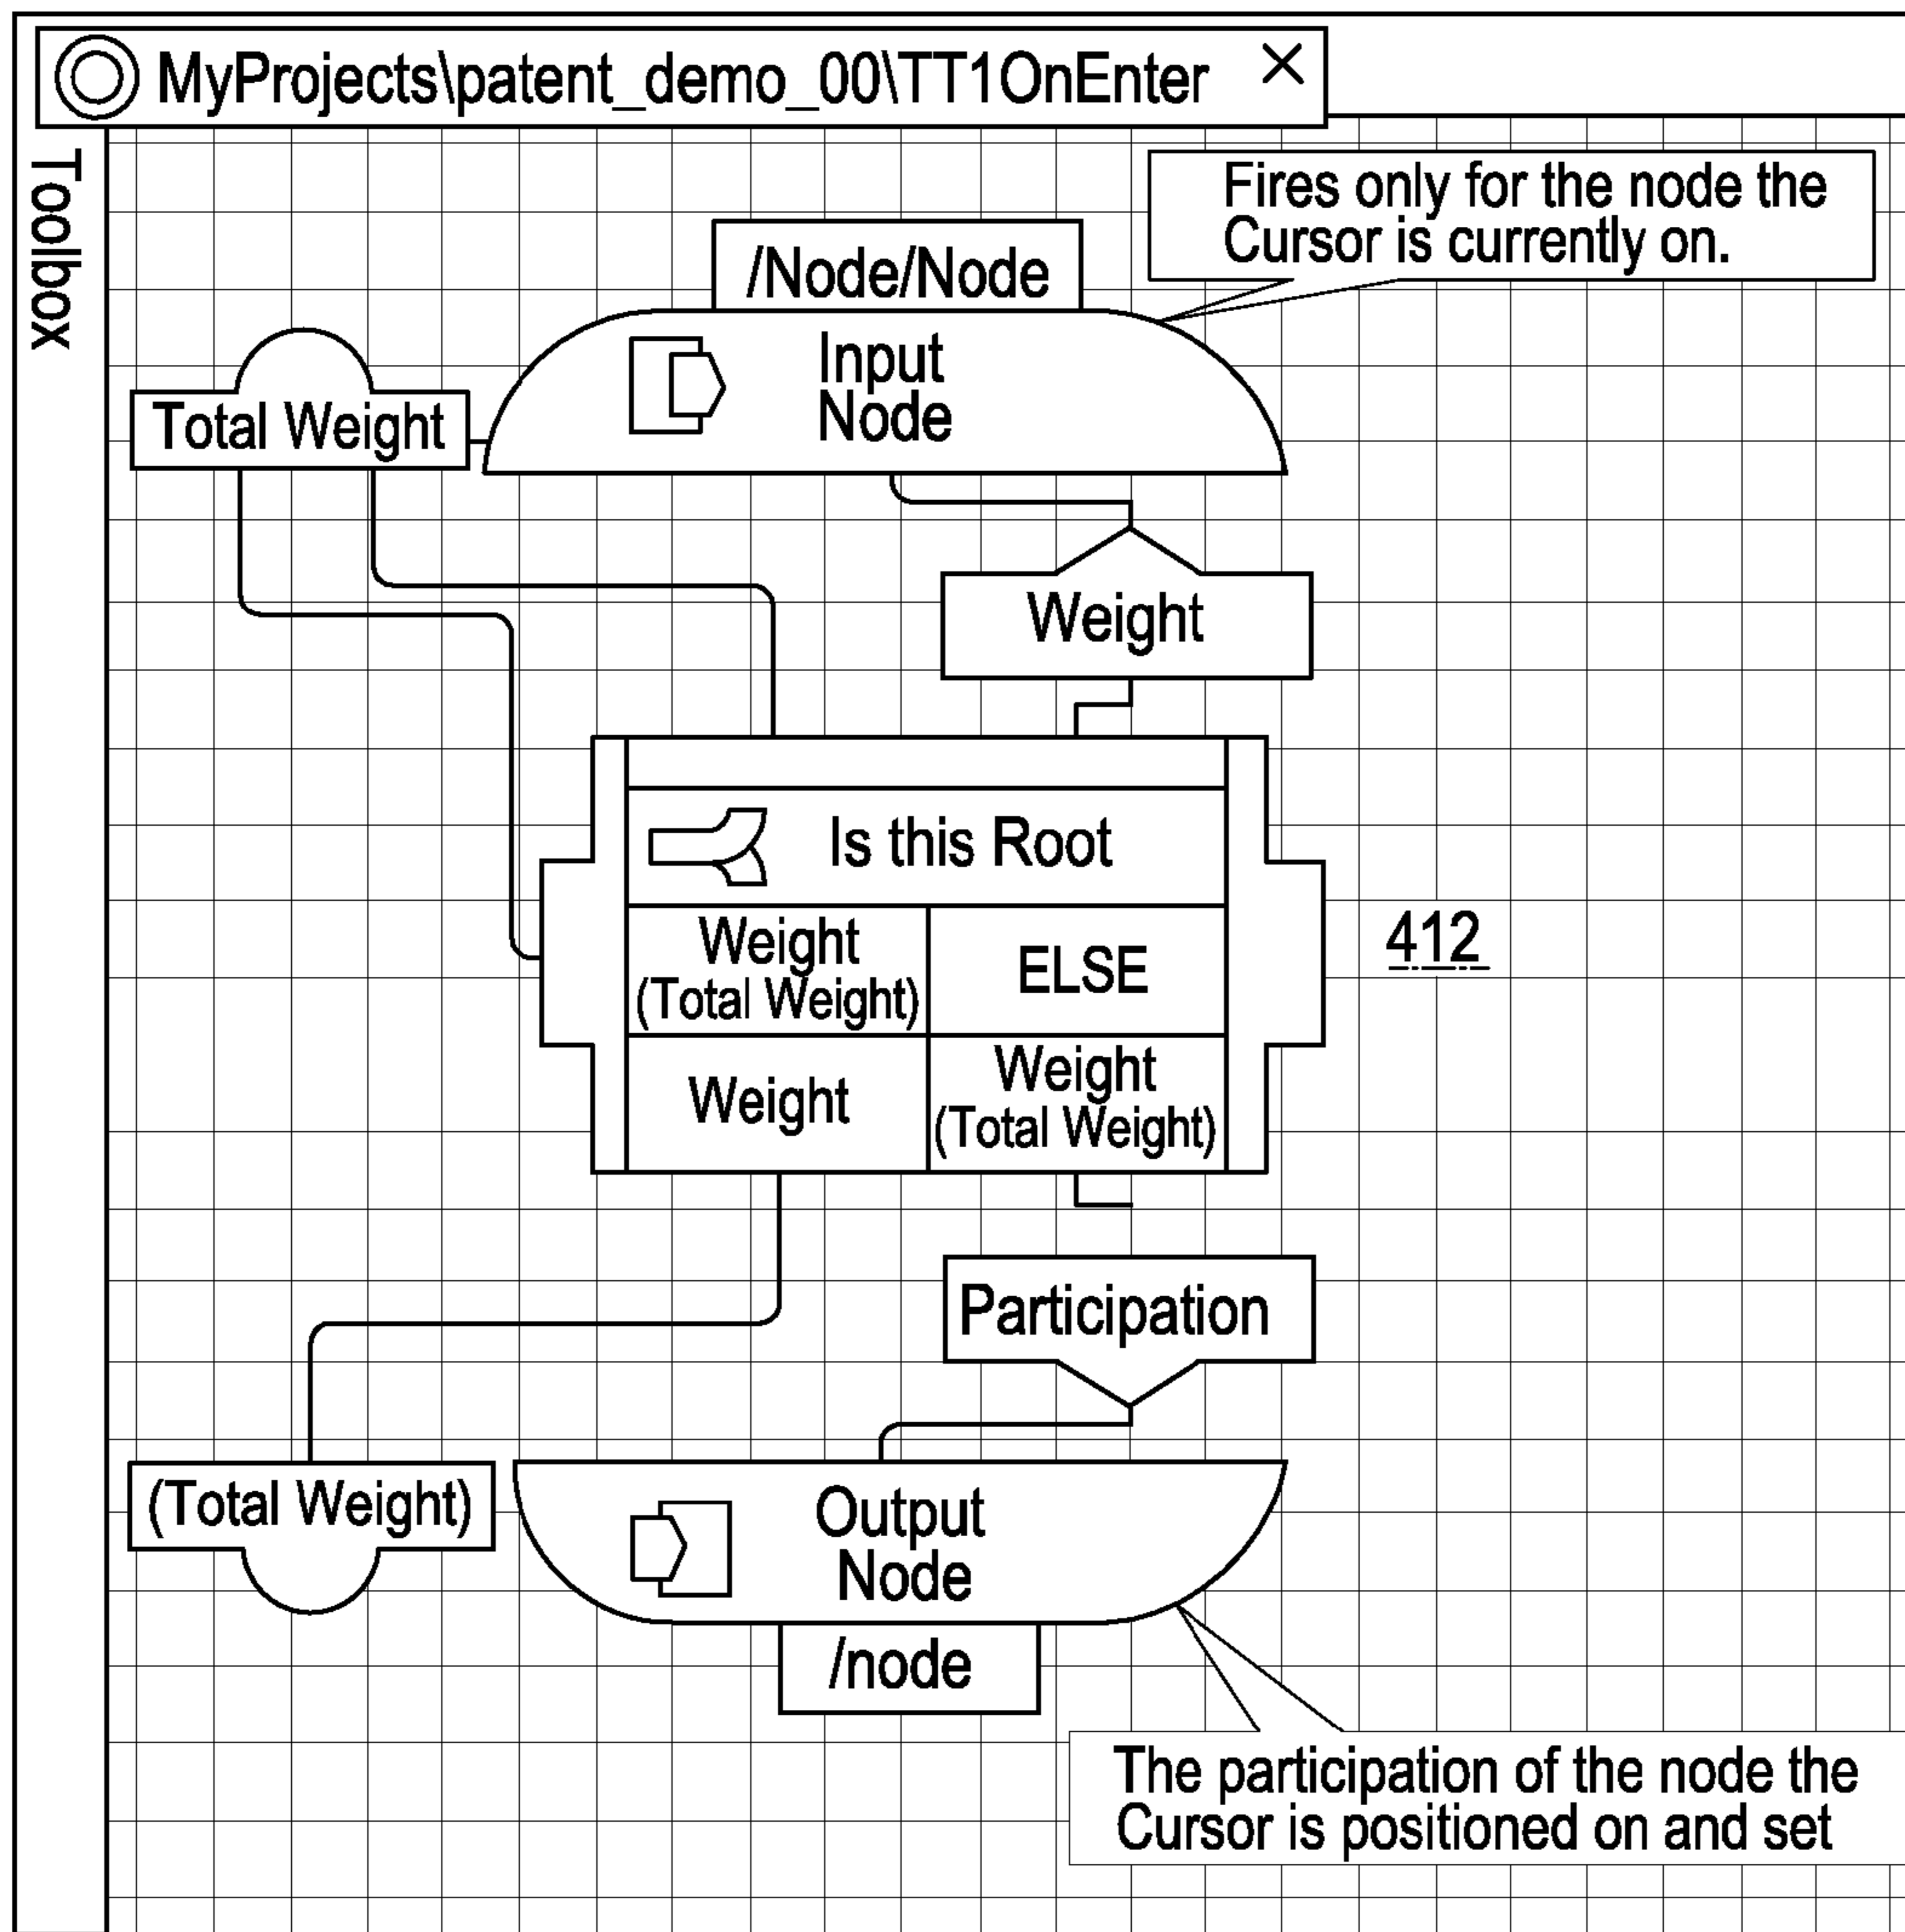 MyProjects\patent_demo_00\TT1OnEnter
Toolbox
Fires only for the node the
Cursor is currently on.
/Node/Node
Input
Node
Total Weight
Weight
Is this Root
Weight
(Total Weight)
ELSE
412
Weight
Weight
(Total Weight)
Participation
(Total Weight)
Output
Node
/node
The participation of the node the
Cursor is positioned on and set